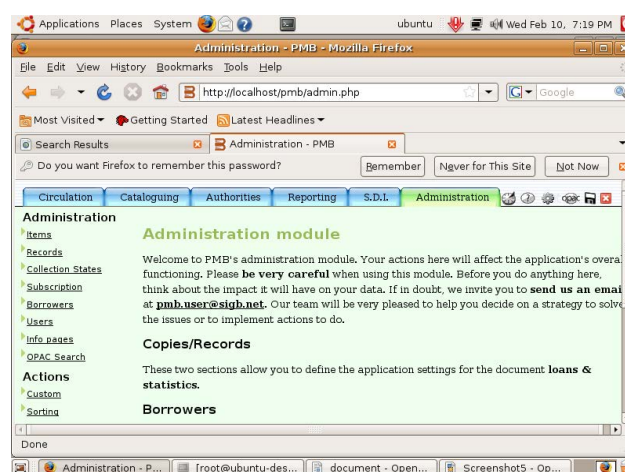 Applications Places System ubuntu Wed Feb 10, 7:19 PM
Administration - PMB - Mozilla Firefox
File Edit View History Bookmarks Tools Help
http://localhost/pmb/admin.php Google
Most Visited Getting Started Latest Headlines
Search Results Administration - PMB
Do you want Firefox to remember this password? Remember Never for This Site Not Now
Circulation Cataloguing Authorities Reporting S.D.I. Administration
Administration
Items
Records
Collection States
Subscription
Borrowers
Users
Info pages
OPAC Search
Actions
Custom
Sorting
Administration module
Welcome to PMB's administration module. Your actions here will affect the application's overal
functioning. Please be very careful when using this module. Before you do anything here,
think about the impact it will have on your data. If in doubt, we invite you to send us an emai
at pmb.user@sigb.net. Our team will be very pleased to help you decide on a strategy to solve
the issues or to implement actions to do.
Copies/Records
These two sections allow you to define the application settings for the document loans &
statistics.
Borrowers
Done
Administration - P... [root@ubuntu-des... document - Open... Screenshot5 - Op...